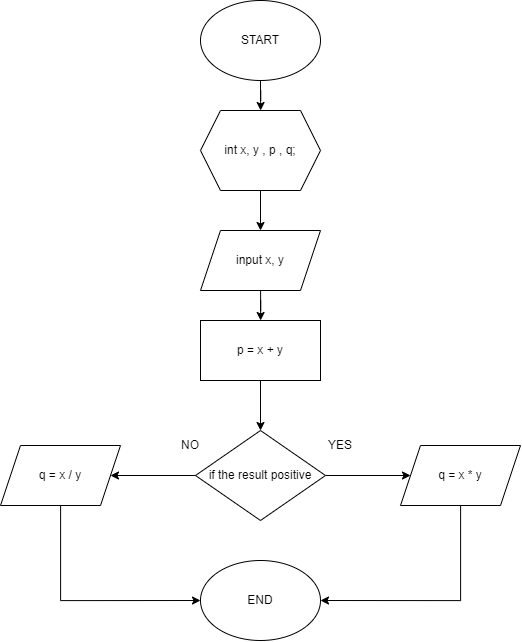 START
int x, y , p , q;
input x, y
p = x + y
NO
YES
q = x / y
if the result positive
q = x * y
END